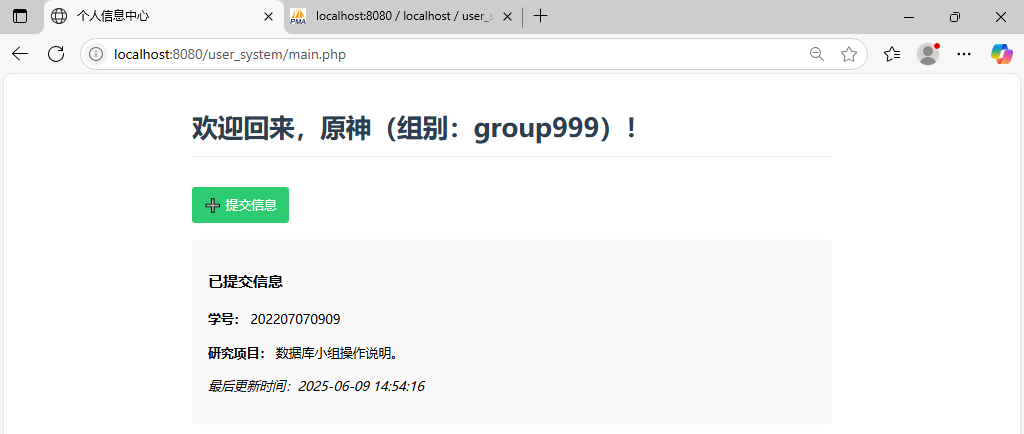 个人信息中心
PMA
localhost:8080 / localhost / user_s
localhost:8080/user_system/main.php
欢迎回来，原神（组别：group999）！
提交信息
已提交信息
学号： 202207070909
研究项目： 数据库小组操作说明。
最后更新时间：2025-06-09 14:54:16